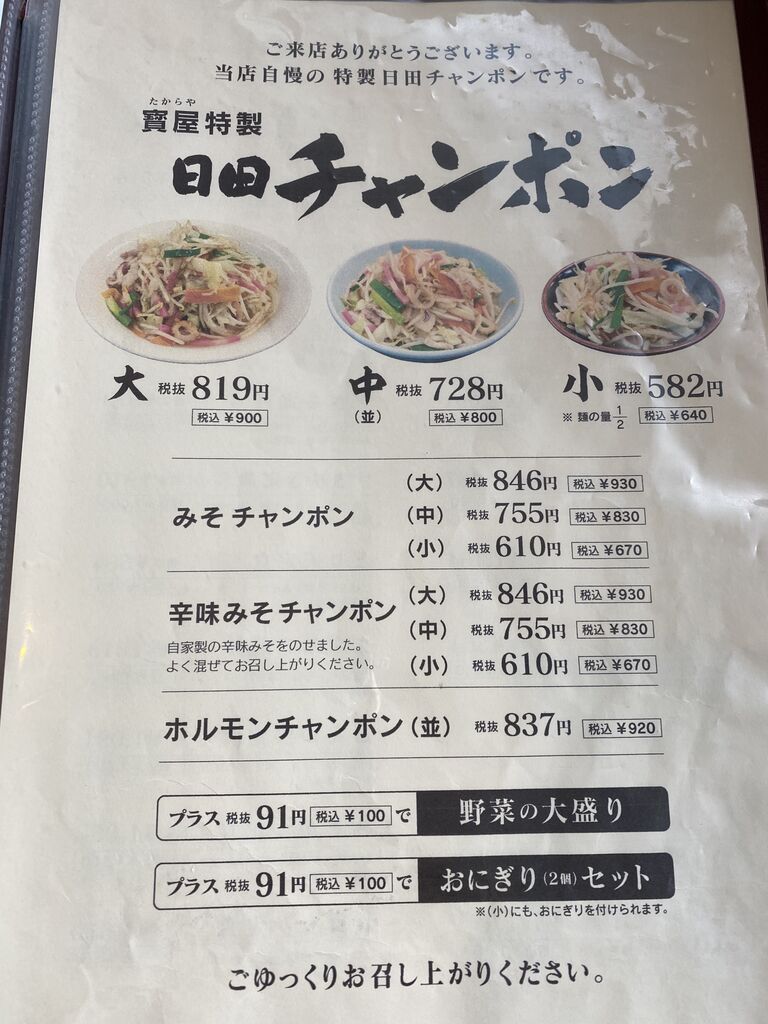 ご来店ありがとうございます。
当店自慢の 特製日田チャンポンです。
たからや
寳屋特製
日田チャンポン
大 税抜 819円
税込 ¥900
中 税抜 728円
(並) 税込 ¥800
小 税抜 582円
※ 麺の量 1/2 税込 ¥640
みそ チャンポン
(大) 税抜 846円 税込 ¥930
(中) 税抜 755円 税込 ¥830
(小) 税抜 610円 税込 ¥670
辛味みそチャンポン
自家製の辛味みそをのせました。
よく混ぜてお召し上がりください。
(大) 税抜 846円 税込 ¥930
(中) 税抜 755円 税込 ¥830
(小) 税抜 610円 税込 ¥670
ホルモンチャンポン(並) 税抜 837円 税込 ¥920
プラス 税抜 91円 税込 ¥100 で 野菜の大盛り
プラス 税抜 91円 税込 ¥100 で おにぎり(2個)セット
※(小)にも、おにぎりを付けられます。
ごゆっくりお召し上がりください。